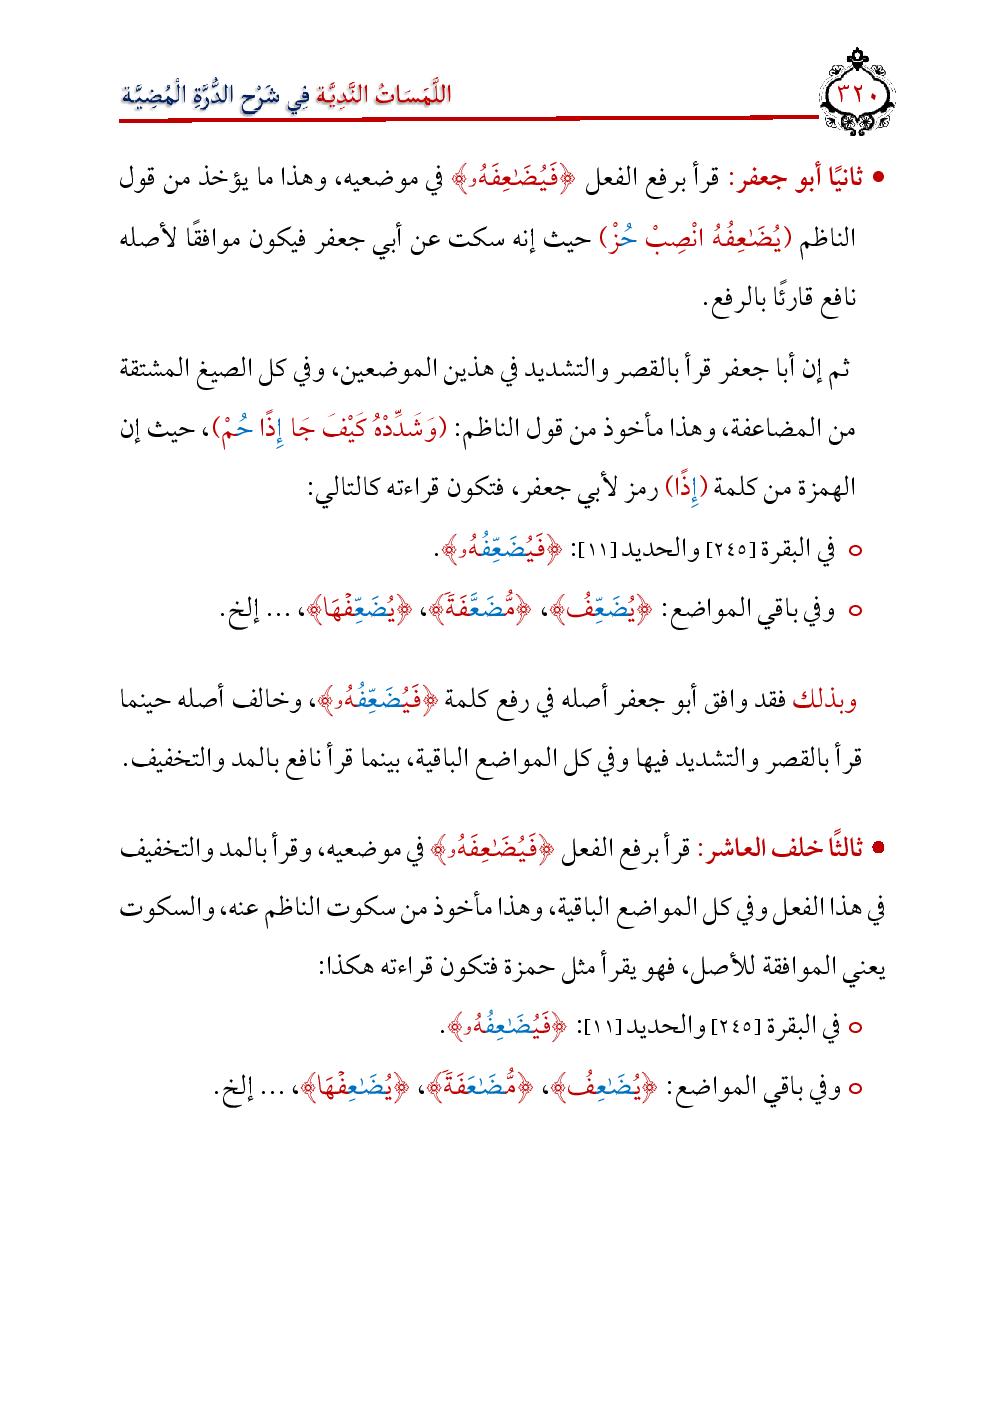 ٣٢٠
اللَّمَسَاتُ النَّدِيَّة فِي شَرْحِ الدُّرَّةِ الْمُضِيَّة
• ثانيًا أبو جعفر: قرأ برفع الفعل ﴿فَيُضَٰعِفَهُۥ﴾ في موضعيه، وهذا ما يؤخذ من قول
الناظم (يُضَـٰعِفُهُ انْصِبْ حُزْ) حيث إنه سكت عن أبي جعفر فيكون موافقًا لأصله
نافع قارئًا بالرفع.
ثم إن أبا جعفر قرأ بالقصر والتشديد في هذين الموضعين، وفي كل الصيغ المشتقة
من المضاعفة، وهذا مأخوذ من قول الناظم: (وَشَدِّدْهُ كَيْفَ جَا إِذًا حُمْ)، حيث إن
الهمزة من كلمة (إِذًا) رمز لأبي جعفر، فتكون قراءته كالتالي:
o في البقرة [٢٤٥] والحديد [١١]: ﴿فَيُضَعِّفُهُۥ﴾.
o وفي باقي المواضع: ﴿يُضَعِّفُ﴾، ﴿مُّضَعَّفَةً﴾، ﴿يُضَعِّفْهَا﴾، ... إلخ.
وبذلك فقد وافق أبو جعفر أصله في رفع كلمة ﴿فَيُضَعِّفُهُۥ﴾، وخالف أصله حينما
قرأ بالقصر والتشديد فيها وفي كل المواضع الباقية، بينما قرأ نافع بالمد والتخفيف.
• ثالثًا خلف العاشر: قرأ برفع الفعل ﴿فَيُضَٰعِفَهُۥ﴾ في موضعيه، وقرأ بالمد والتخفيف
في هذا الفعل وفي كل المواضع الباقية، وهذا مأخوذ من سكوت الناظم عنه، والسكوت
يعني الموافقة للأصل، فهو يقرأ مثل حمزة فتكون قراءته هكذا:
o في البقرة [٢٤٥] والحديد [١١]: ﴿فَيُضَٰعِفُهُۥ﴾.
o وفي باقي المواضع: ﴿يُضَٰعِفُ﴾، ﴿مُّضَٰعَفَةً﴾، ﴿يُضَٰعِفْهَا﴾، ... إلخ.